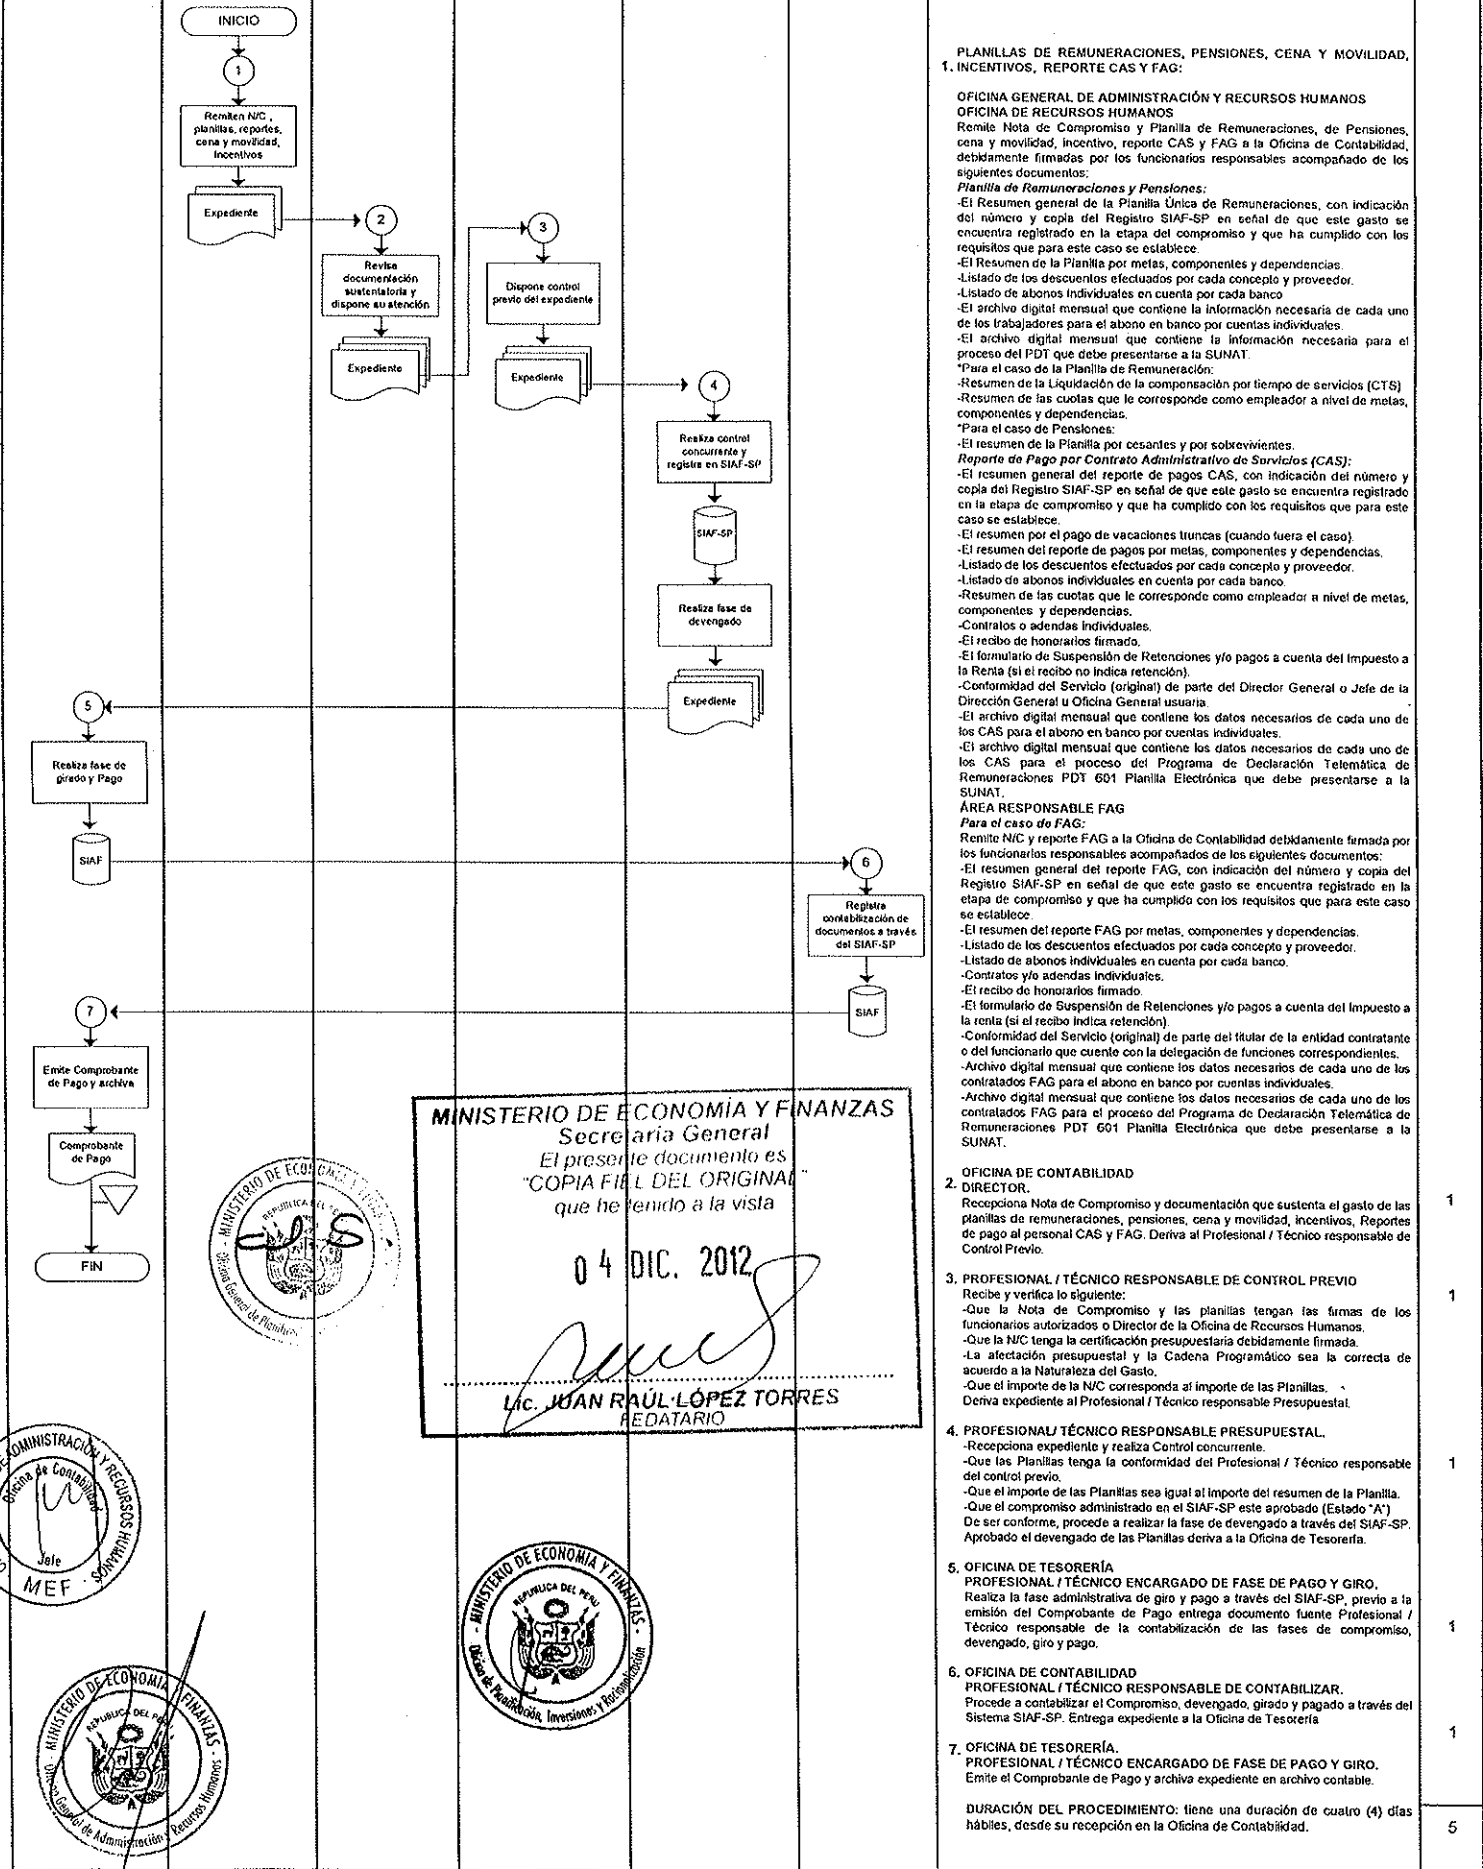 INICIO
1
Remiten N/C ,
planillas, reportes,
cena y movilidad,
Incentivos
Expediente
2
Revisa
documentación
sustentatoria y
dispone su atención
Expediente
3
Dispone control
previo del expediente
Expediente
4
Realiza control
concurrente y
registra en SIAF-SP
SIAF-SP
Realiza fase de
devengado
Expediente
5
Realiza fase de
girado y Pago
SIAF
6
Registra
contabilización de
documentos a través
del SIAF-SP
SIAF
7
Emite Comprobante
de Pago y archiva
Comprobante
de Pago
FIN
MINISTERIO DE ECONOMÍA Y FINANZAS
Secretaría General
El presente documento es
"COPIA FIEL DEL ORIGINAL"
que he tenido a la vista
04 DIC. 2012
Lic. JUAN RAÚL LÓPEZ TORRES
FEDATARIO
MINISTERIO DE ECONOMÍA Y
REPUBLICA DEL
Oficina General de Planific
ADMINISTRACIÓN Y RECURSOS HUMANOS
Oficina de Contabilidad
Jefe
MEF
MINISTERIO DE ECONOMIA Y FINANZAS
REPUBLICA DEL PERU
Oficina de Planificación, Inversiones y Racionalización
MINISTERIO DE ECONOMIA Y FINANZAS
REPUBLICA DEL PERU
Oficina General de Administración y Recursos Humanos
PLANILLAS DE REMUNERACIONES, PENSIONES, CENA Y MOVILIDAD,
1. INCENTIVOS, REPORTE CAS Y FAG:
OFICINA GENERAL DE ADMINISTRACIÓN Y RECURSOS HUMANOS
OFICINA DE RECURSOS HUMANOS
Remite Nota de Compromiso y Planilla de Remuneraciones, de Pensiones,
cena y movilidad, incentivo, reporte CAS y FAG a la Oficina de Contabilidad,
debidamente firmadas por los funcionarios responsables acompañado de los
siguientes documentos:
Planilla de Remuneraciones y Pensiones:
-El Resumen general de la Planilla Única de Remuneraciones, con indicación
del número y copia del Registro SIAF-SP en señal de que este gasto se
encuentra registrado en la etapa del compromiso y que ha cumplido con los
requisitos que para este caso se establece.
-El Resumen de la Planilla por metas, componentes y dependencias.
-Listado de los descuentos efectuados por cada concepto y proveedor.
-Listado de abonos individuales en cuenta por cada banco
-El archivo digital mensual que contiene la información necesaria de cada uno
de los trabajadores para el abono en banco por cuentas individuales.
-El archivo digital mensual que contiene la información necesaria para el
proceso del PDT que debe presentarse a la SUNAT.
*Para el caso de la Planilla de Remuneración:
-Resumen de la Liquidación de la compensación por tiempo de servicios (CTS)
-Resumen de las cuotas que le corresponde como empleador a nivel de metas,
componentes y dependencias.
*Para el caso de Pensiones:
-El resumen de la Planilla por cesantes y por sobrevivientes.
Reporte de Pago por Contrato Administrativo de Servicios (CAS):
-El resumen general del reporte de pagos CAS, con indicación del número y
copia del Registro SIAF-SP en señal de que este gasto se encuentra registrado
en la etapa de compromiso y que ha cumplido con los requisitos que para este
caso se establece.
-El resumen por el pago de vacaciones truncas (cuando fuera el caso).
-El resumen del reporte de pagos por metas, componentes y dependencias.
-Listado de los descuentos efectuados por cada concepto y proveedor.
-Listado de abonos individuales en cuenta por cada banco.
-Resumen de las cuotas que le corresponde como empleador a nivel de metas,
componentes y dependencias.
-Contratos o adendas individuales.
-El recibo de honorarios firmado.
-El formulario de Suspensión de Retenciones y/o pagos a cuenta del Impuesto a
la Renta (si el recibo no indica retención).
-Conformidad del Servicio (original) de parte del Director General o Jefe de la
Dirección General u Oficina General usuaria.
-El archivo digital mensual que contiene los datos necesarios de cada uno de
los CAS para el abono en banco por cuentas individuales.
-El archivo digital mensual que contiene los datos necesarios de cada uno de
los CAS para el proceso del Programa de Declaración Telemática de
Remuneraciones PDT 601 Planilla Electrónica que debe presentarse a la
SUNAT.
ÁREA RESPONSABLE FAG
Para el caso de FAG:
Remite N/C y reporte FAG a la Oficina de Contabilidad debidamente firmada por
los funcionarios responsables acompañados de los siguientes documentos:
-El resumen general del reporte FAG, con indicación del número y copia del
Registro SIAF-SP en señal de que este gasto se encuentra registrado en la
etapa de compromiso y que ha cumplido con los requisitos que para este caso
se establece.
-El resumen del reporte FAG por metas, componentes y dependencias.
-Listado de los descuentos efectuados por cada concepto y proveedor.
-Listado de abonos individuales en cuenta por cada banco.
-Contratos y/o adendas individuales.
-El recibo de honorarios firmado.
-El formulario de Suspensión de Retenciones y/o pagos a cuenta del Impuesto a
la renta (si el recibo indica retención).
-Conformidad del Servicio (original) de parte del titular de la entidad contratante
o del funcionario que cuente con la delegación de funciones correspondientes.
-Archivo digital mensual que contiene los datos necesarios de cada uno de los
contratados FAG para el abono en banco por cuentas individuales.
-Archivo digital mensual que contiene los datos necesarios de cada uno de los
contratados FAG para el proceso del Programa de Declaración Telemática de
Remuneraciones PDT 601 Planilla Electrónica que debe presentarse a la
SUNAT.
OFICINA DE CONTABILIDAD
2. DIRECTOR.
Recepciona Nota de Compromiso y documentación que sustenta el gasto de las
planillas de remuneraciones, pensiones, cena y movilidad, incentivos, Reportes
de pago al personal CAS y FAG. Deriva al Profesional / Técnico responsable de
Control Previo.
1
3. PROFESIONAL / TÉCNICO RESPONSABLE DE CONTROL PREVIO
Recibe y verifica lo siguiente:
-Que la Nota de Compromiso y las planillas tengan las firmas de los
funcionarios autorizados o Director de la Oficina de Recursos Humanos.
-Que la N/C tenga la certificación presupuestaria debidamente firmada.
-La afectación presupuestal y la Cadena Programático sea la correcta de
acuerdo a la Naturaleza del Gasto.
-Que el importe de la N/C corresponda al importe de las Planillas.
Deriva expediente al Profesional / Técnico responsable Presupuestal.
1
4. PROFESIONAL/ TÉCNICO RESPONSABLE PRESUPUESTAL.
-Recepciona expediente y realiza Control concurrente.
-Que las Planillas tenga la conformidad del Profesional / Técnico responsable
del control previo.
-Que el importe de las Planillas sea igual al importe del resumen de la Planilla.
-Que el compromiso administrado en el SIAF-SP este aprobado (Estado "A")
De ser conforme, procede a realizar la fase de devengado a través del SIAF-SP.
Aprobado el devengado de las Planillas deriva a la Oficina de Tesorería.
1
5. OFICINA DE TESORERÍA
PROFESIONAL / TÉCNICO ENCARGADO DE FASE DE PAGO Y GIRO.
Realiza la fase administrativa de giro y pago a través del SIAF-SP, previo a la
emisión del Comprobante de Pago entrega documento fuente Profesional /
Técnico responsable de la contabilización de las fases de compromiso,
devengado, giro y pago.
1
6. OFICINA DE CONTABILIDAD
PROFESIONAL / TÉCNICO RESPONSABLE DE CONTABILIZAR.
Procede a contabilizar el Compromiso, devengado, girado y pagado a través del
Sistema SIAF-SP. Entrega expediente a la Oficina de Tesorería
1
7. OFICINA DE TESORERÍA.
PROFESIONAL / TÉCNICO ENCARGADO DE FASE DE PAGO Y GIRO.
Emite el Comprobante de Pago y archiva expediente en archivo contable.
DURACIÓN DEL PROCEDIMIENTO: tiene una duración de cuatro (4) días
hábiles, desde su recepción en la Oficina de Contabilidad.
5